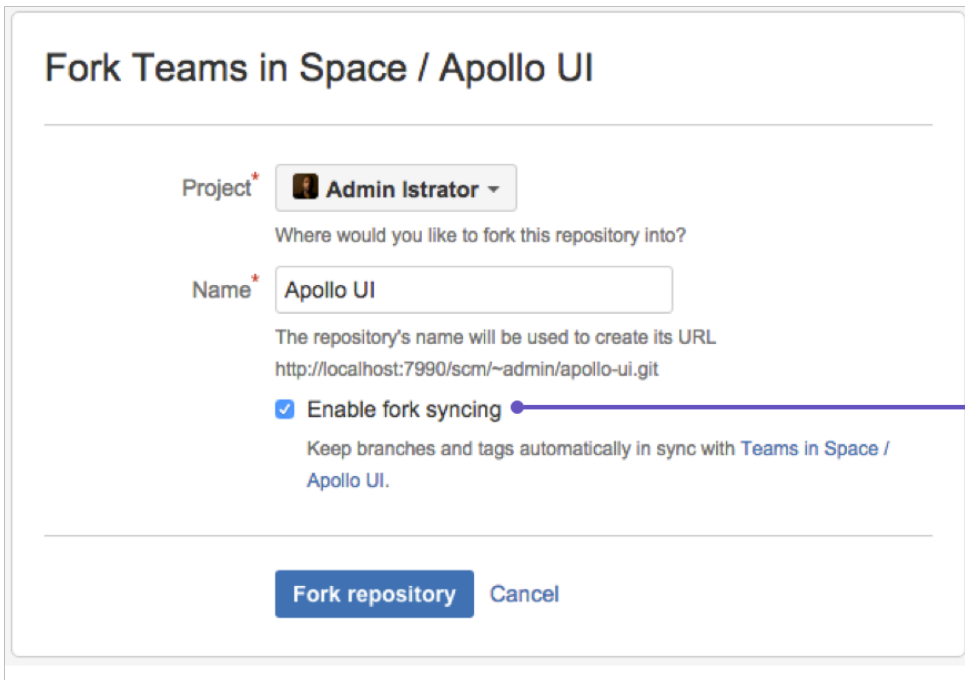 Fork Teams in Space / Apollo UI
Project*
Admin Istrator
Where would you like to fork this repository into?
Name*
Apollo UI
The repository's name will be used to create its URL
http://localhost:7990/scm/~admin/apollo-ui.git
Enable fork syncing
Keep branches and tags automatically in sync with Teams in Space /
Apollo UI.
Fork repository
Cancel